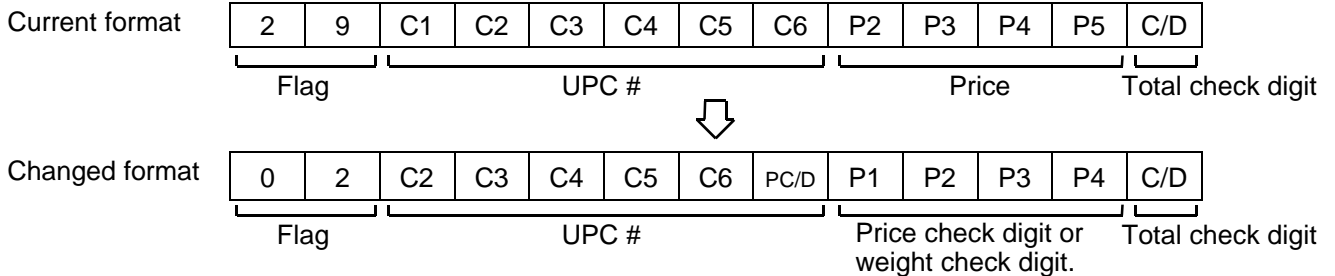 Current format 2 9 C1 C2 C3 C4 C5 C6 P2 P3 P4 P5 C/D
Flag UPC # Price Total check digit
Changed format 0 2 C2 C3 C4 C5 C6 PC/D P1 P2 P3 P4 C/D
Flag UPC # Price check digit or Total check digit
weight check digit.